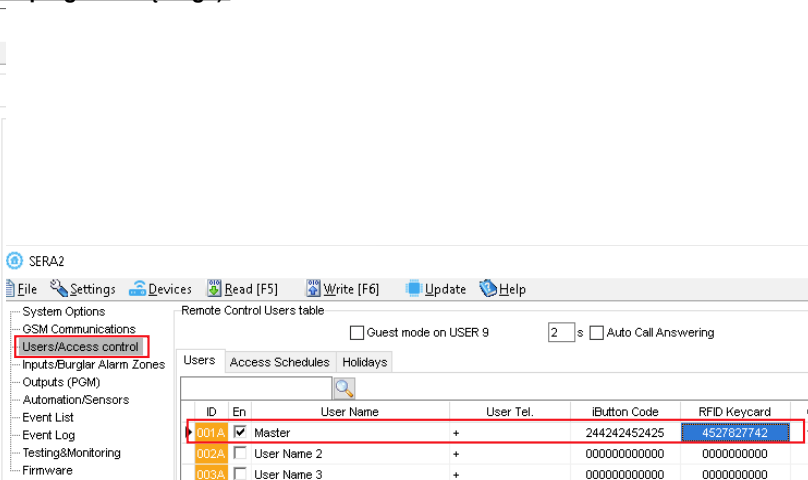 SERA2
File Settings Devices Read [F5] Write [F6] Update Help
System Options
GSM Communications
Users/Access control
Inputs/Burglar Alarm Zones
Outputs (PGM)
Automation/Sensors
Event List
Event Log
Testing&Monitoring
Firmware
Remote Control Users table
Guest mode on USER 9 2 s Auto Call Answering
Users Access Schedules Holidays
ID En User Name User Tel. iButton Code RFID Keycard
001A Master + 244242452425 4527827742
002A User Name 2 + 000000000000 0000000000
003A User Name 3 + 000000000000 0000000000